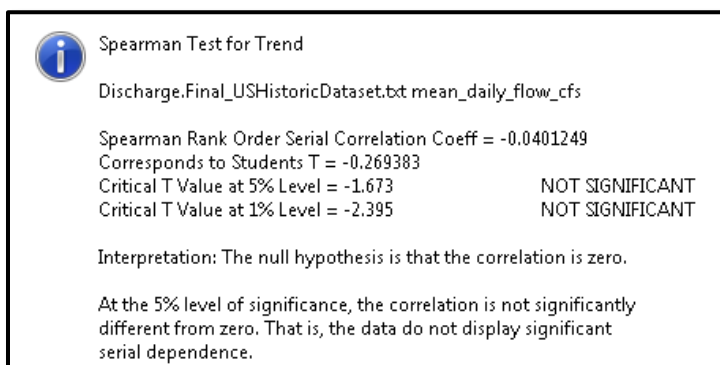 Spearman Test for Trend
Discharge.Final_USHistoricDataset.txt mean_daily_flow_cfs
Spearman Rank Order Serial Correlation Coeff = -0.0401249
Corresponds to Students T = -0.269383
Critical T Value at 5% Level = -1.673 NOT SIGNIFICANT
Critical T Value at 1% Level = -2.395 NOT SIGNIFICANT
Interpretation: The null hypothesis is that the correlation is zero.
At the 5% level of significance, the correlation is not significantly
different from zero. That is, the data do not display significant
serial dependence.